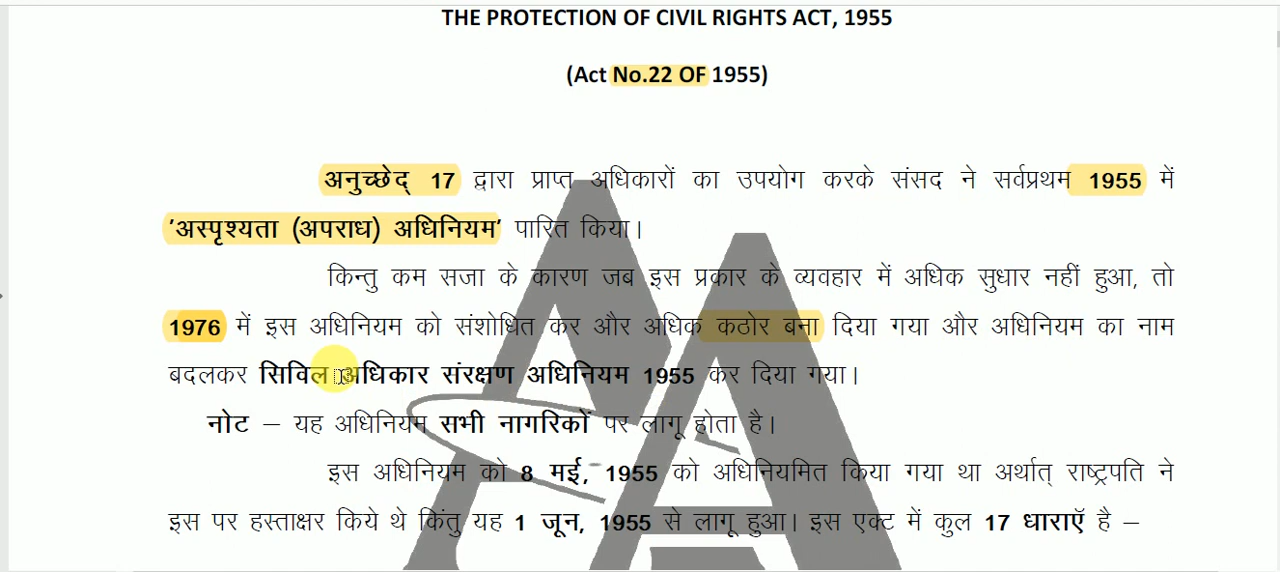 THE PROTECTION OF CIVIL RIGHTS ACT, 1955
(Act No.22 OF 1955)
अनुच्छेद् 17 द्वारा प्राप्त अधिकारों का उपयोग करके संसद ने सर्वप्रथम 1955 में
'अस्पृश्यता (अपराध) अधिनियम' पारित किया।
किन्तु कम सजा के कारण जब इस प्रकार के व्यवहार में अधिक सुधार नहीं हुआ, तो
1976 में इस अधिनियम को संशोधित कर और अधिक कठोर बना दिया गया और अधिनियम का नाम
बदलकर सिविल अधिकार संरक्षण अधिनियम 1955 कर दिया गया।
नोट – यह अधिनियम सभी नागरिकों पर लागू होता है।
इस अधिनियम को 8 मई, 1955 को अधिनियमित किया गया था अर्थात् राष्ट्रपति ने
इस पर हस्ताक्षर किये थे किंतु यह 1 जून, 1955 से लागू हुआ। इस एक्ट में कुल 17 धाराऍ है –